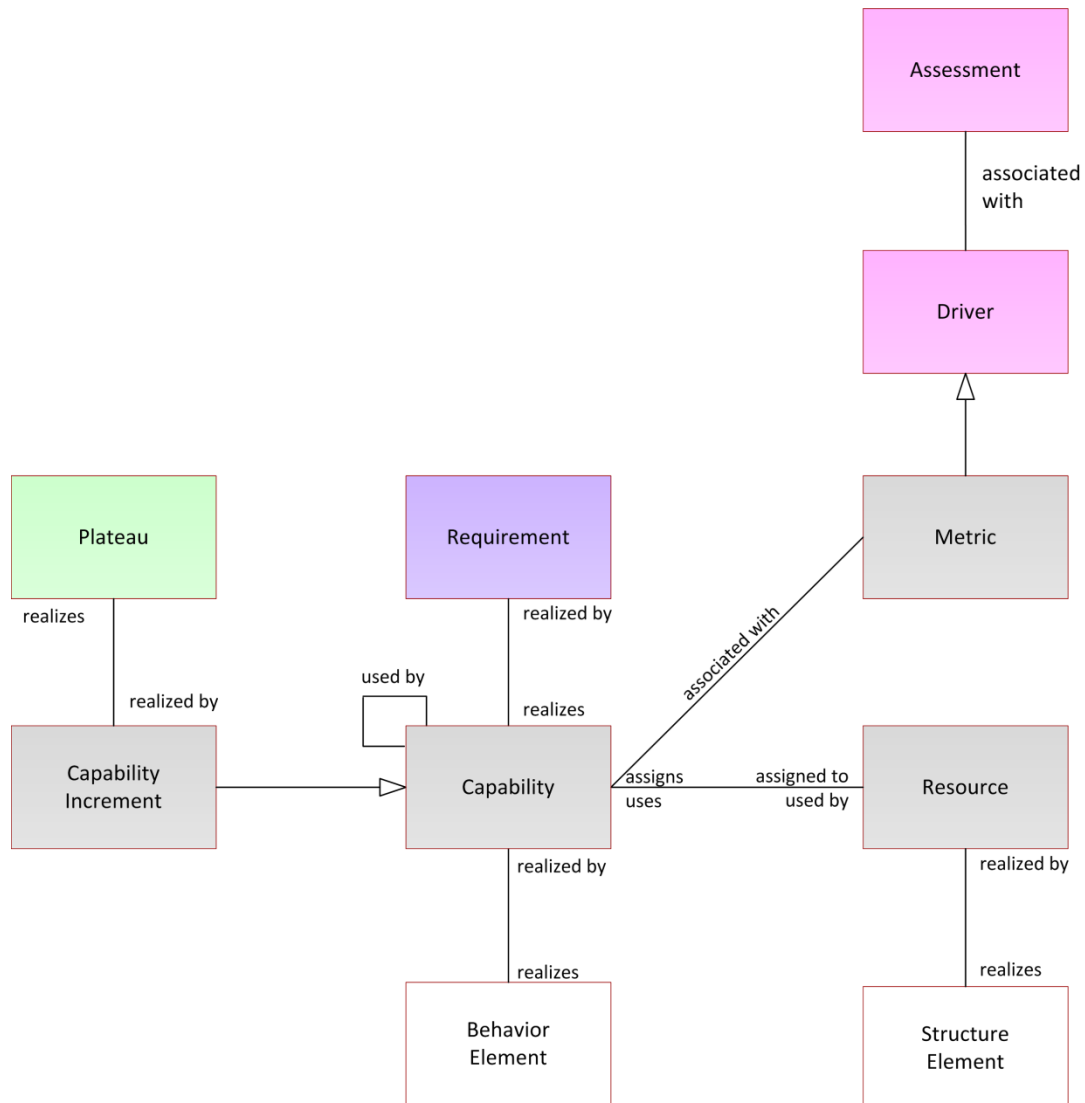 Assessment
associated
with
Driver
Plateau
Requirement
Metric
realizes
realized by
used by
associated with
realized by
realizes
Capability
Increment
Capability
assigns
assigned to
uses
used by
Resource
realized by
realized by
realizes
realizes
Behavior
Element
Structure
Element